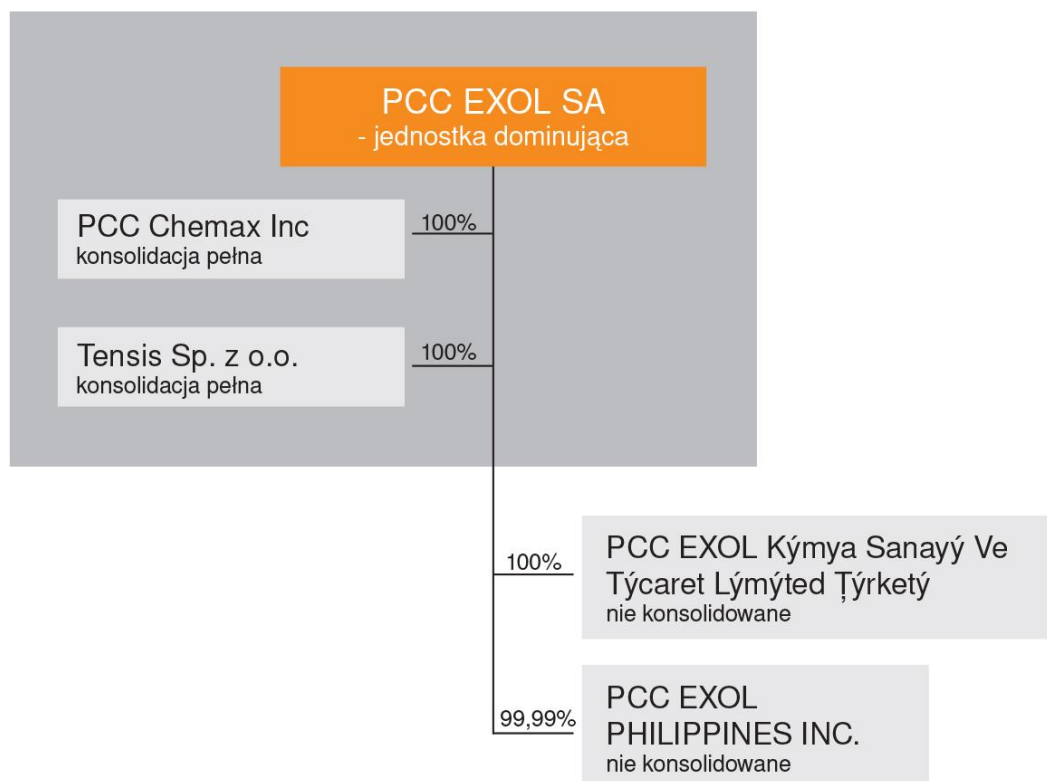 PCC EXOL SA
- jednostka dominująca
100%
PCC Chemax Inc
konsolidacja pełna
100%
Tensis Sp. z o.o.
konsolidacja pełna
100%
PCC EXOL Kýmya Sanayý Ve
Týcaret Lýmýted Ţýrketý
nie konsolidowane
99,99%
PCC EXOL
PHILIPPINES INC.
nie konsolidowane